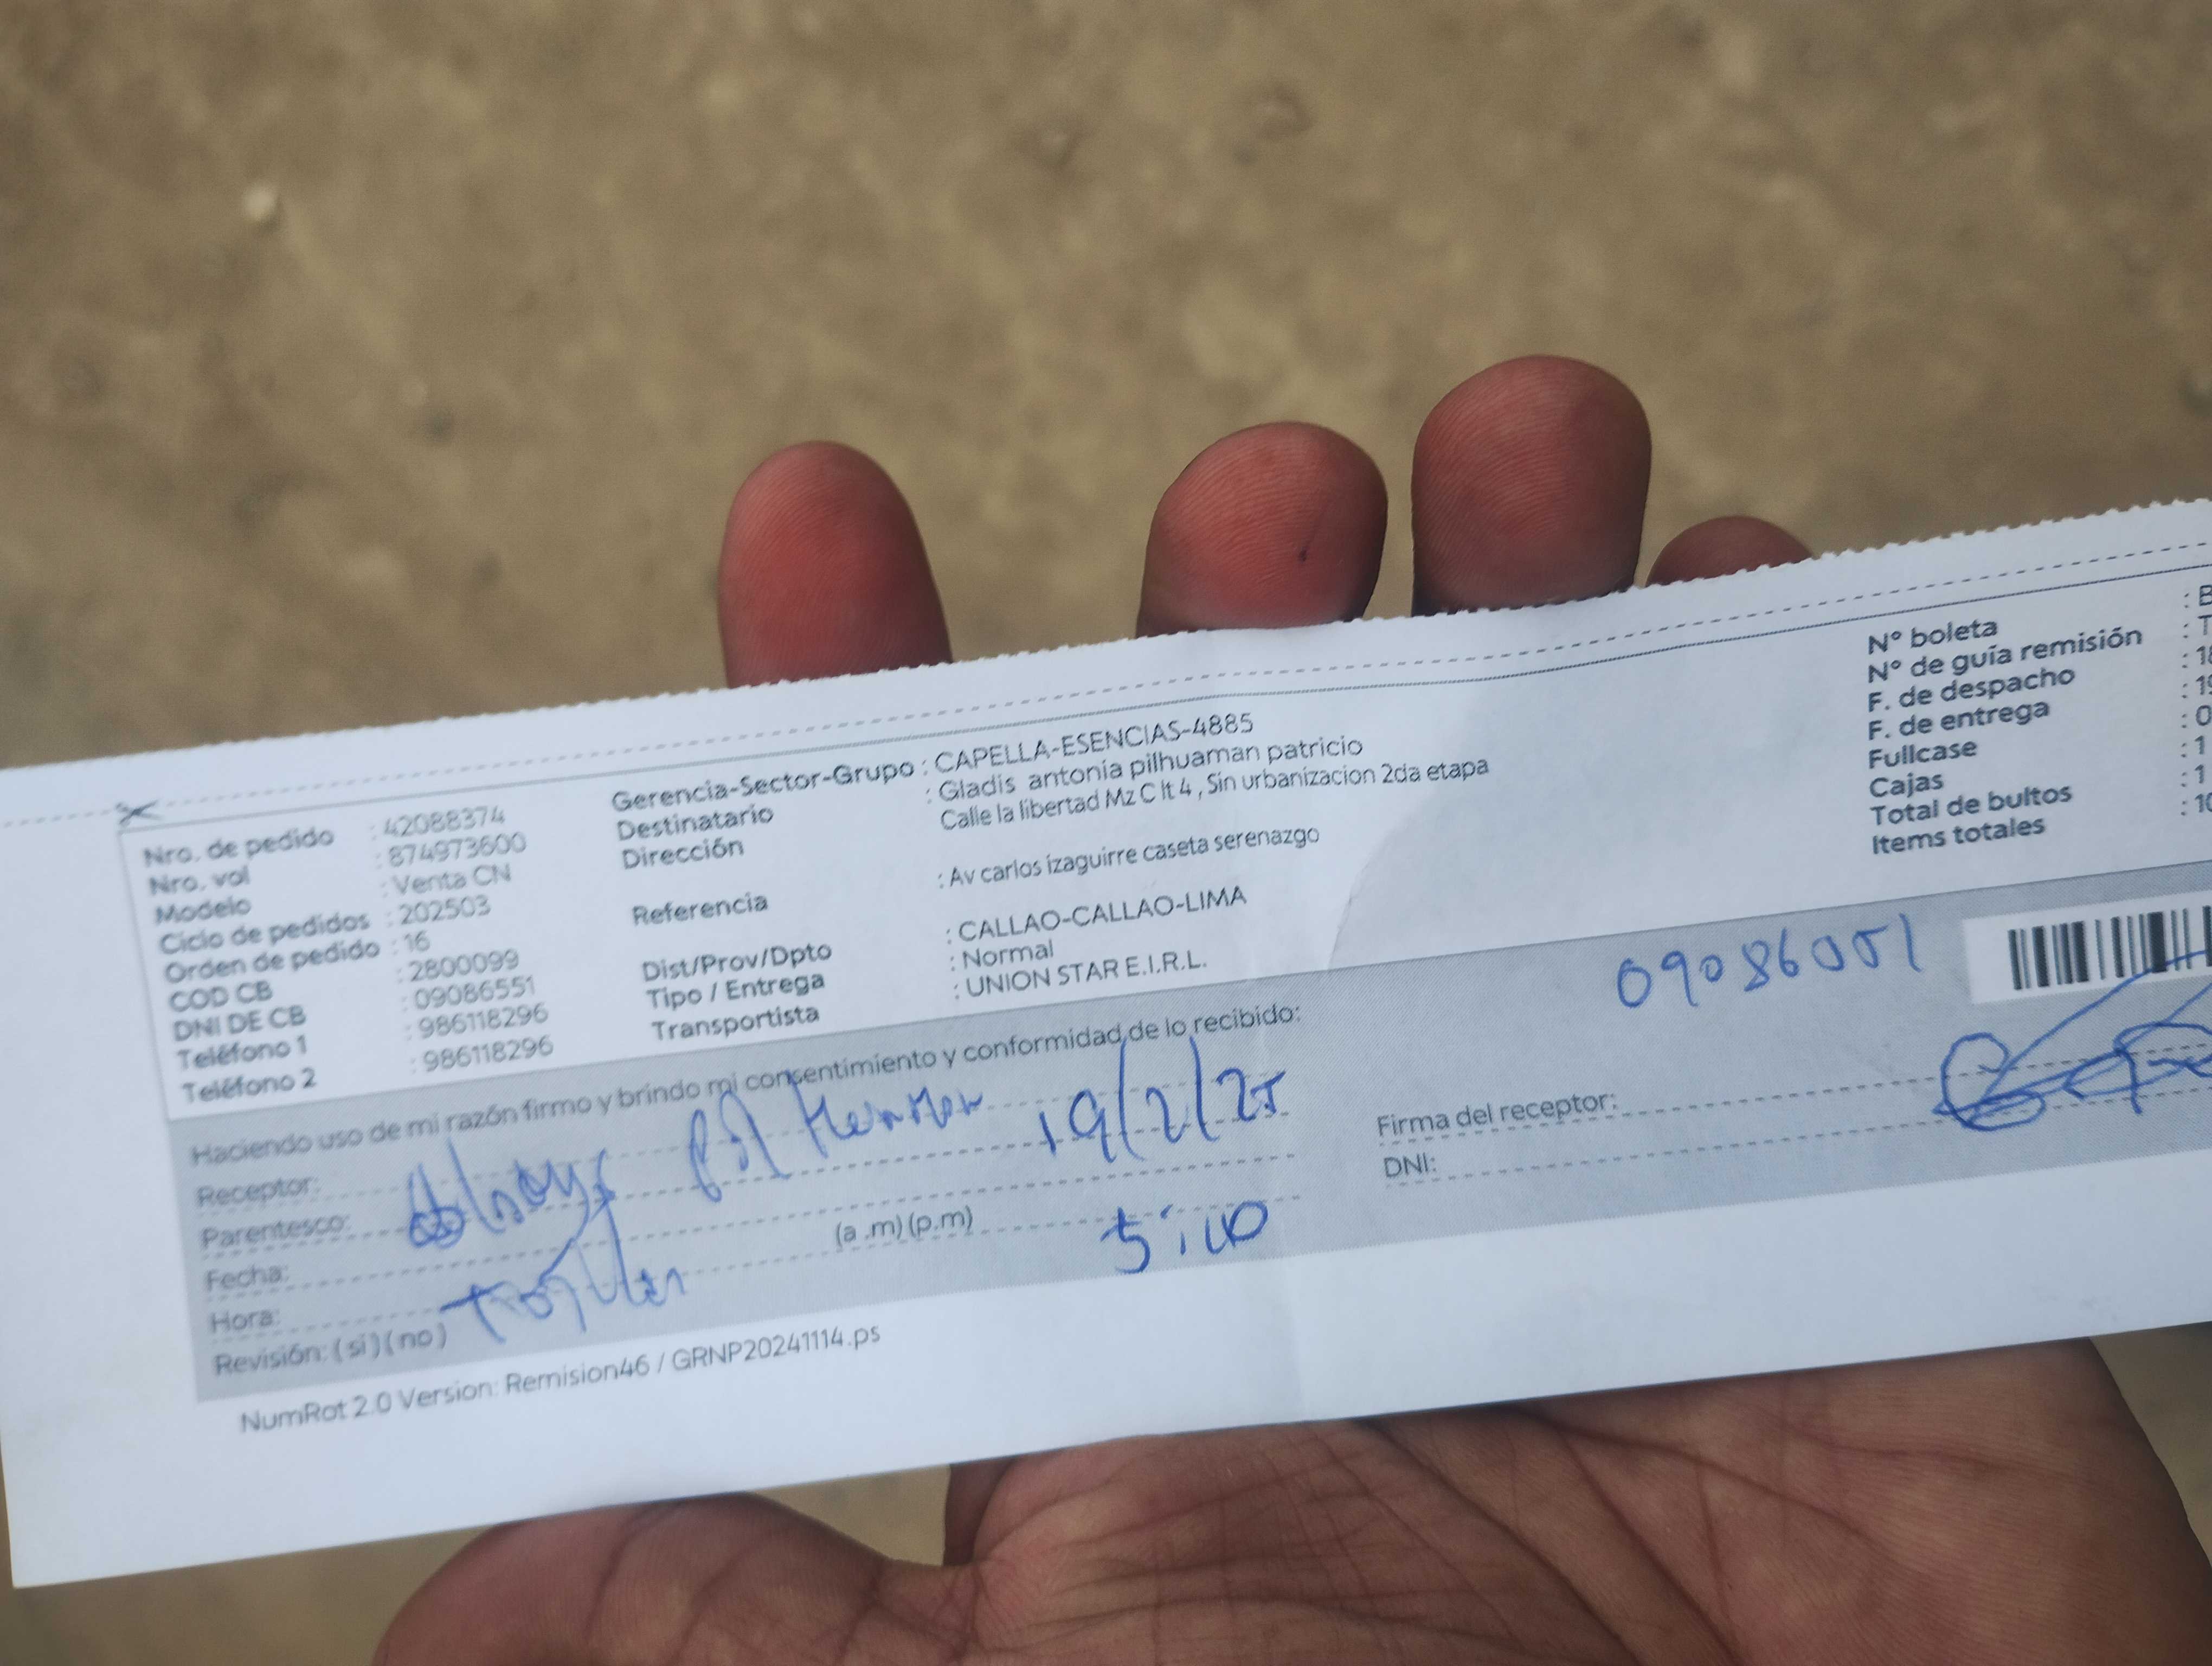 Nro. de pedido : 42088374
Nro. vol : 874973600
Modelo : Venta CN
Ciclo de pedidos : 202503
Orden de pedido : 16
COD CB : 2800099
DNI DE CB : 09086551
Teléfono 1 : 986118296
Teléfono 2 : 986118296
Gerencia-Sector-Grupo : CAPELLA-ESENCIAS-4885
Destinatario : Gladis antonia pilhuaman patricio
Dirección Calle la libertad Mz C lt 4 , Sin urbanizacion 2da etapa
Referencia : Av carlos izaguirre caseta serenazgo
Dist/Prov/Dpto : CALLAO-CALLAO-LIMA
Tipo / Entrega : Normal
Transportista : UNION STAR E.I.R.L.
N° boleta : B
N° de guía remisión : T
F. de despacho : 18
F. de entrega : 19
Fullcase : 0
Cajas : 1
Total de bultos : 1
Items totales : 10
Haciendo uso de mi razón firmo y brindo mi consentimiento y conformidad de lo recibido:
Receptor:
Parentesco: 19/2/25
Fecha:
Hora: (a .m) (p.m)
Revisión: ( si ) ( no )
Firma del receptor:
DNI:
NumRot 2.0 Version: Remision46 / GRNP20241114.ps